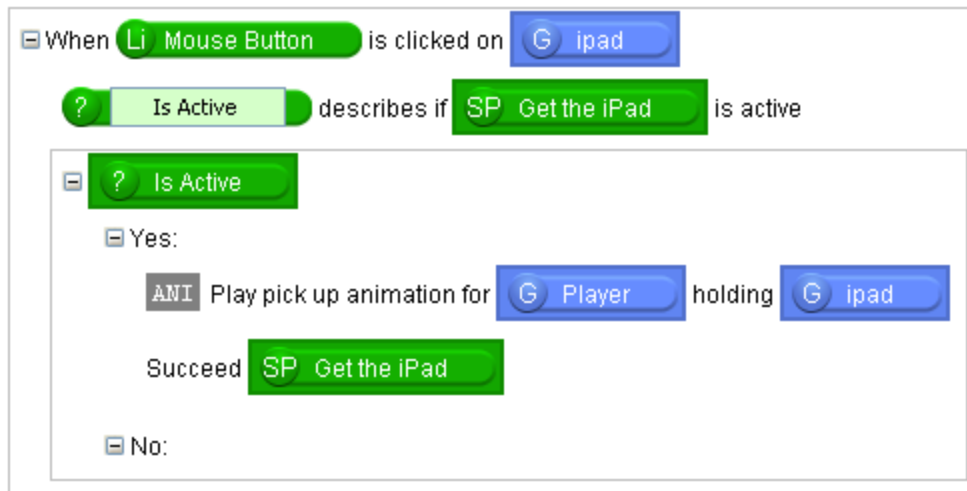 When Li Mouse Button is clicked on G ipad
? Is Active describes if SP Get the iPad is active
? Is Active
Yes:
ANI Play pick up animation for G Player holding G ipad
Succeed SP Get the iPad
No: